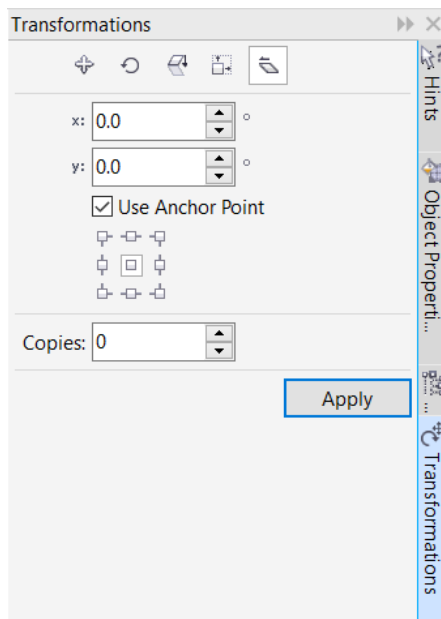 Transformations
x: 0.0 °
y: 0.0 °
Use Anchor Point
Copies: 0
Apply
Hints
Object Properti...
...
Transformations